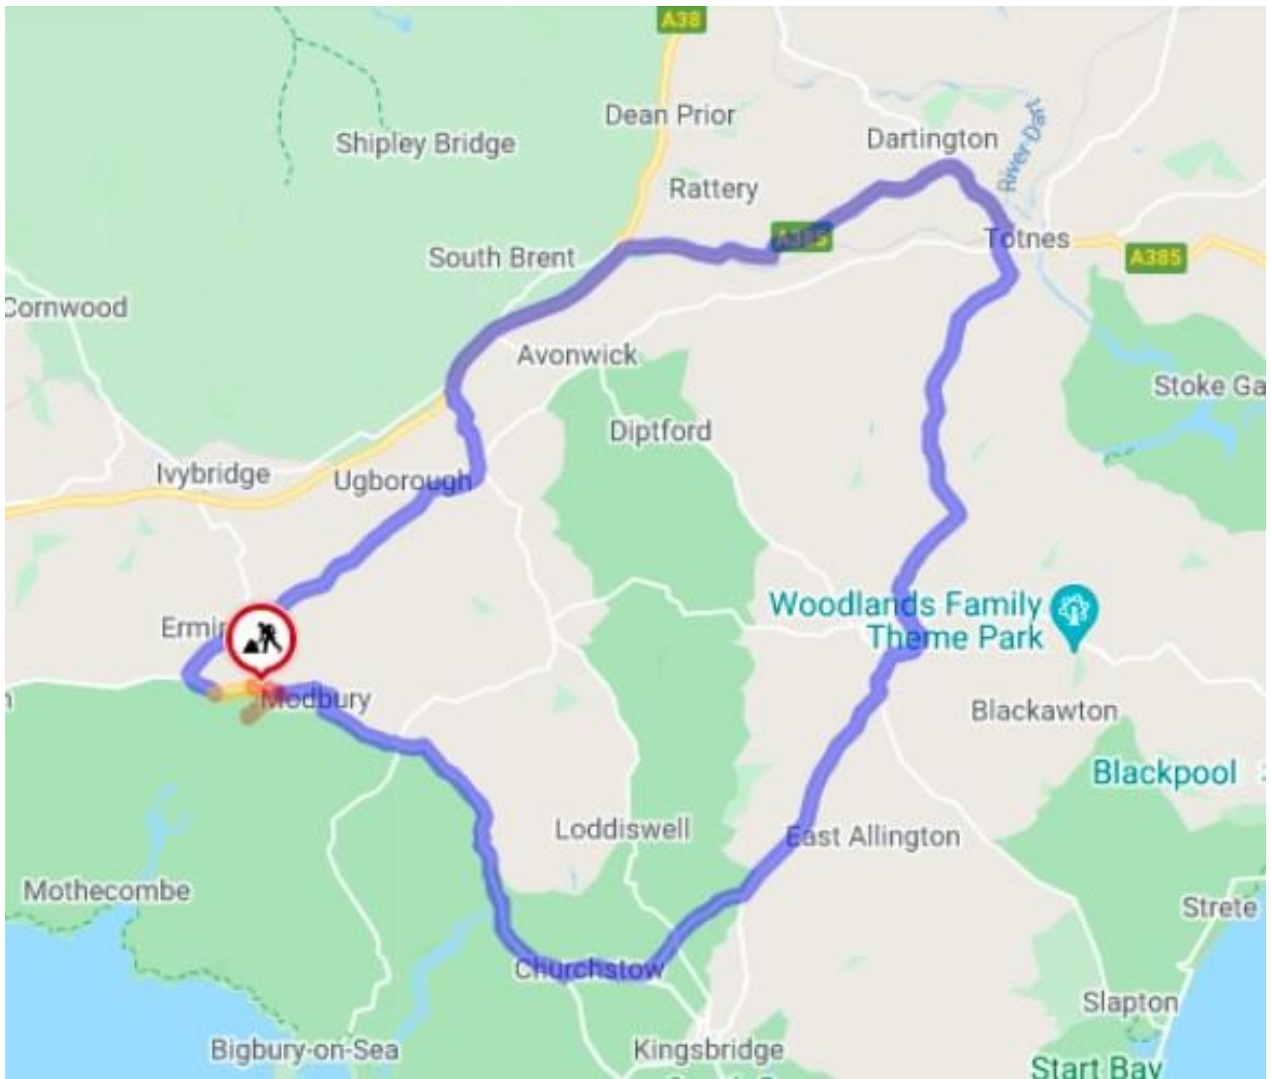 A38
Dean Prior
Dartington
Shipley Bridge
River Dart
Rattery
South Brent
Totnes
A385
Cornwood
Avonwick
Stoke Ga
Diptford
Ivybridge
Ugborough
Woodlands Family
Theme Park
Ermin
Modbury
Blackawton
Blackpool
Loddiswell
East Allington
Mothecombe
Strete
Churchstow
Slapton
Bigbury-on-Sea
Kingsbridge
Start Bay